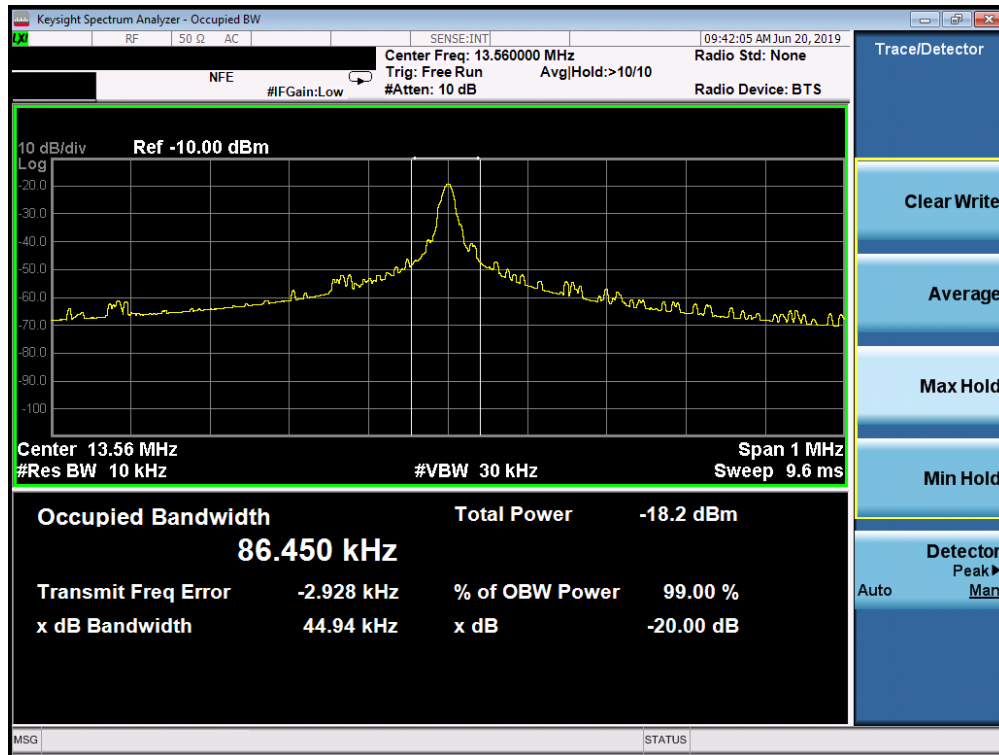 Keysight Spectrum Analyzer - Occupied BW
LXI RF 50 Ω AC SENSE:INT 09:42:05 AM Jun 20, 2019
Center Freq: 13.560000 MHz Radio Std: None
NFE Trig: Free Run Avg|Hold:>10/10
#IFGain:Low #Atten: 10 dB Radio Device: BTS
10 dB/div Ref -10.00 dBm
Log
-20.0
-30.0
-40.0
-50.0
-60.0
-70.0
-80.0
-90.0
-100
Center 13.56 MHz Span 1 MHz
#Res BW 10 kHz #VBW 30 kHz Sweep 9.6 ms
Occupied Bandwidth Total Power -18.2 dBm
86.450 kHz
Transmit Freq Error -2.928 kHz % of OBW Power 99.00 %
x dB Bandwidth 44.94 kHz x dB -20.00 dB
MSG STATUS
Trace/Detector
Clear Write
Average
Max Hold
Min Hold
Detector
Peak▶
Auto Man